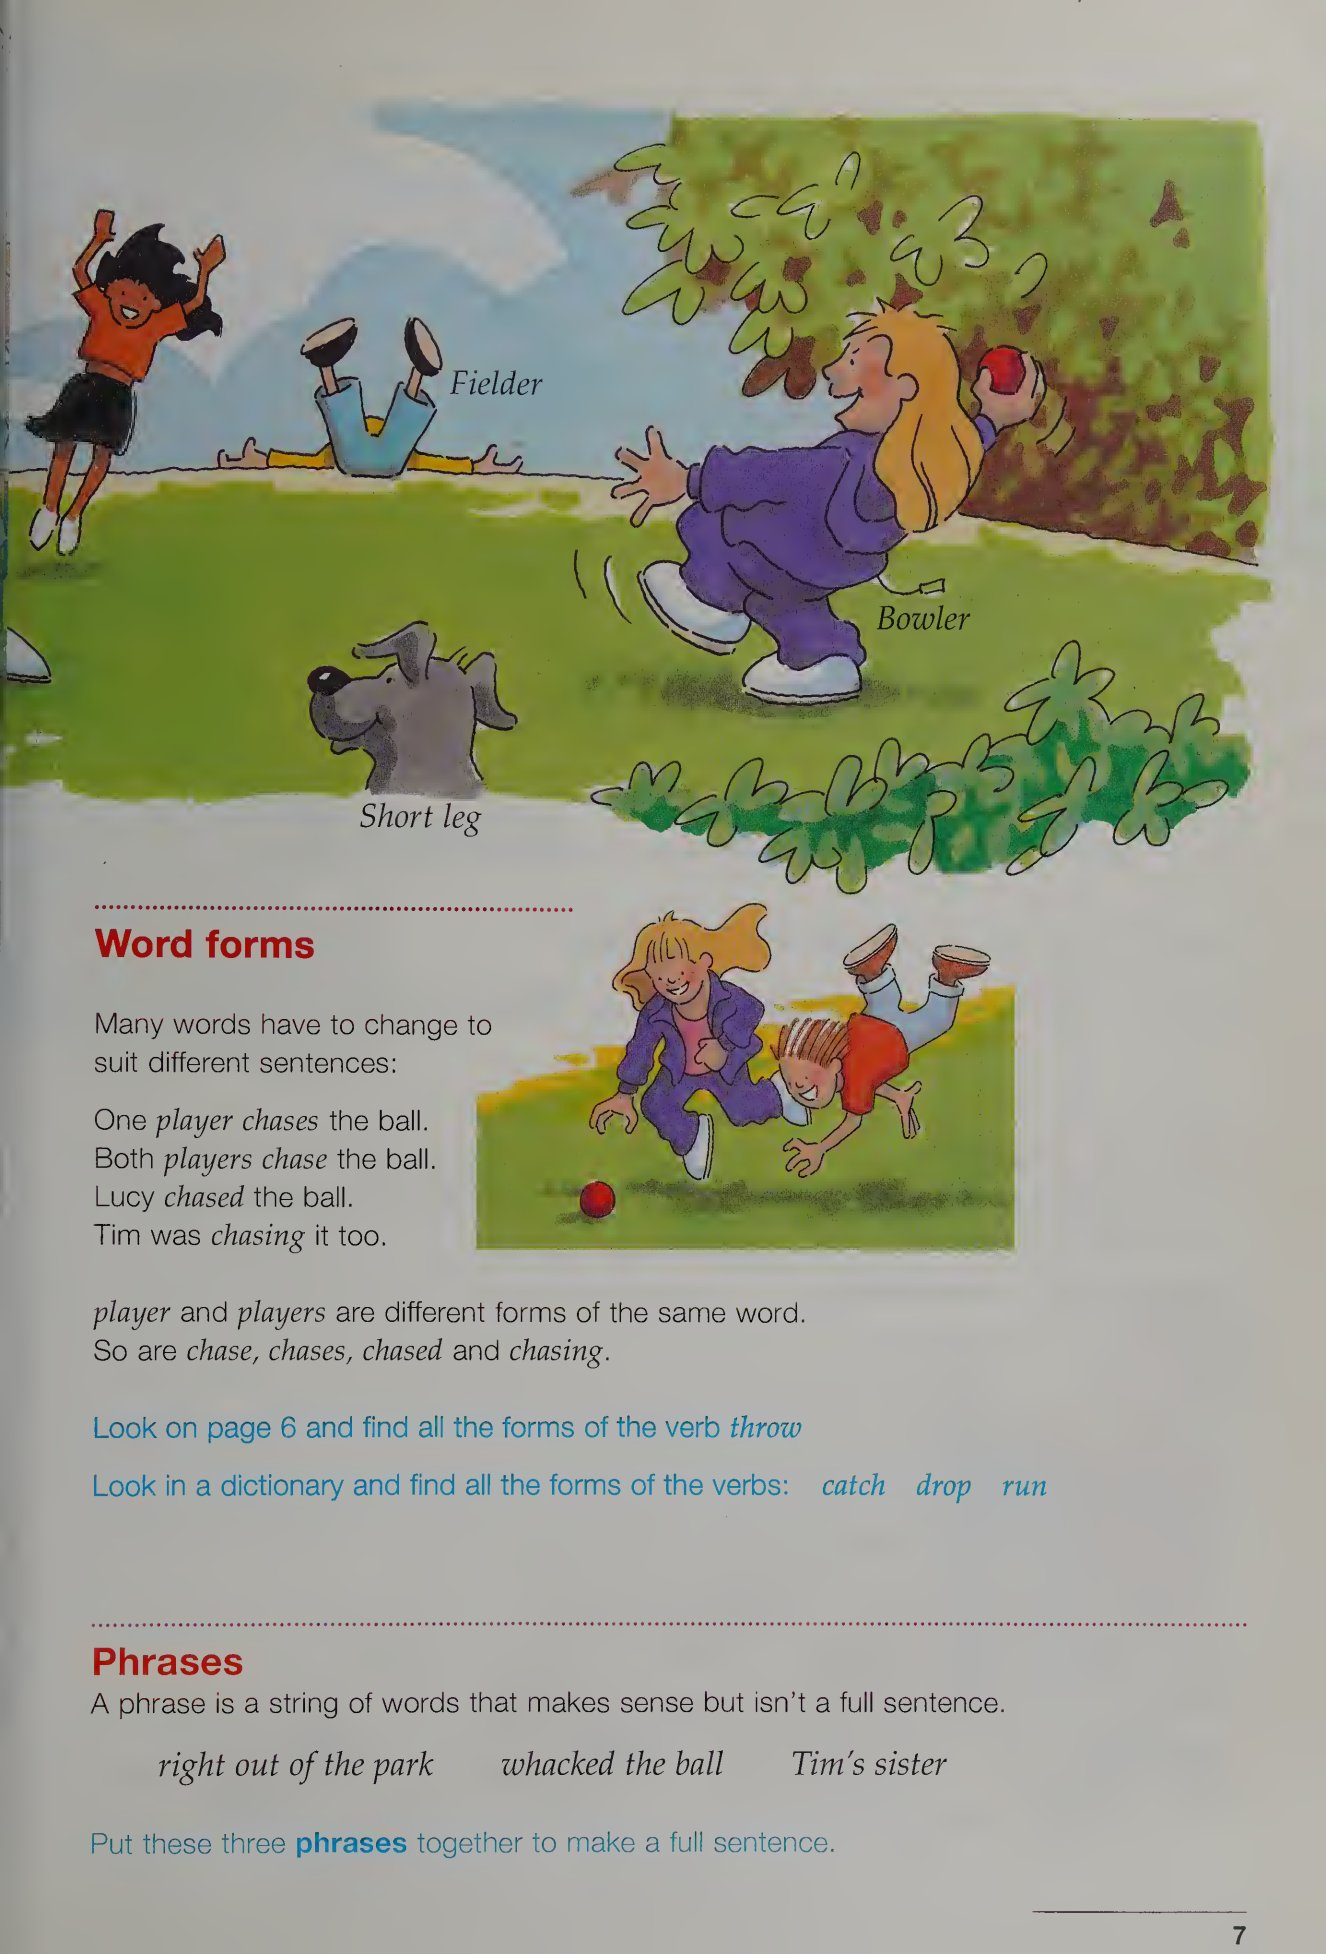 Fielder
Bowler
Short leg
Word forms
Many words have to change to
suit different sentences:
One player chases the ball.
Both players chase the ball.
Lucy chased the ball.
Tim was chasing it too.
player and players are different forms of the same word.
So are chase, chases, chased and chasing.
Look on page 6 and find all the forms of the verb throw
Look in a dictionary and find all the forms of the verbs: catch drop run
Phrases
A phrase is a string of words that makes sense but isn't a full sentence.
right out of the park whacked the ball Tim's sister
Put these three phrases together to make a full sentence.
7